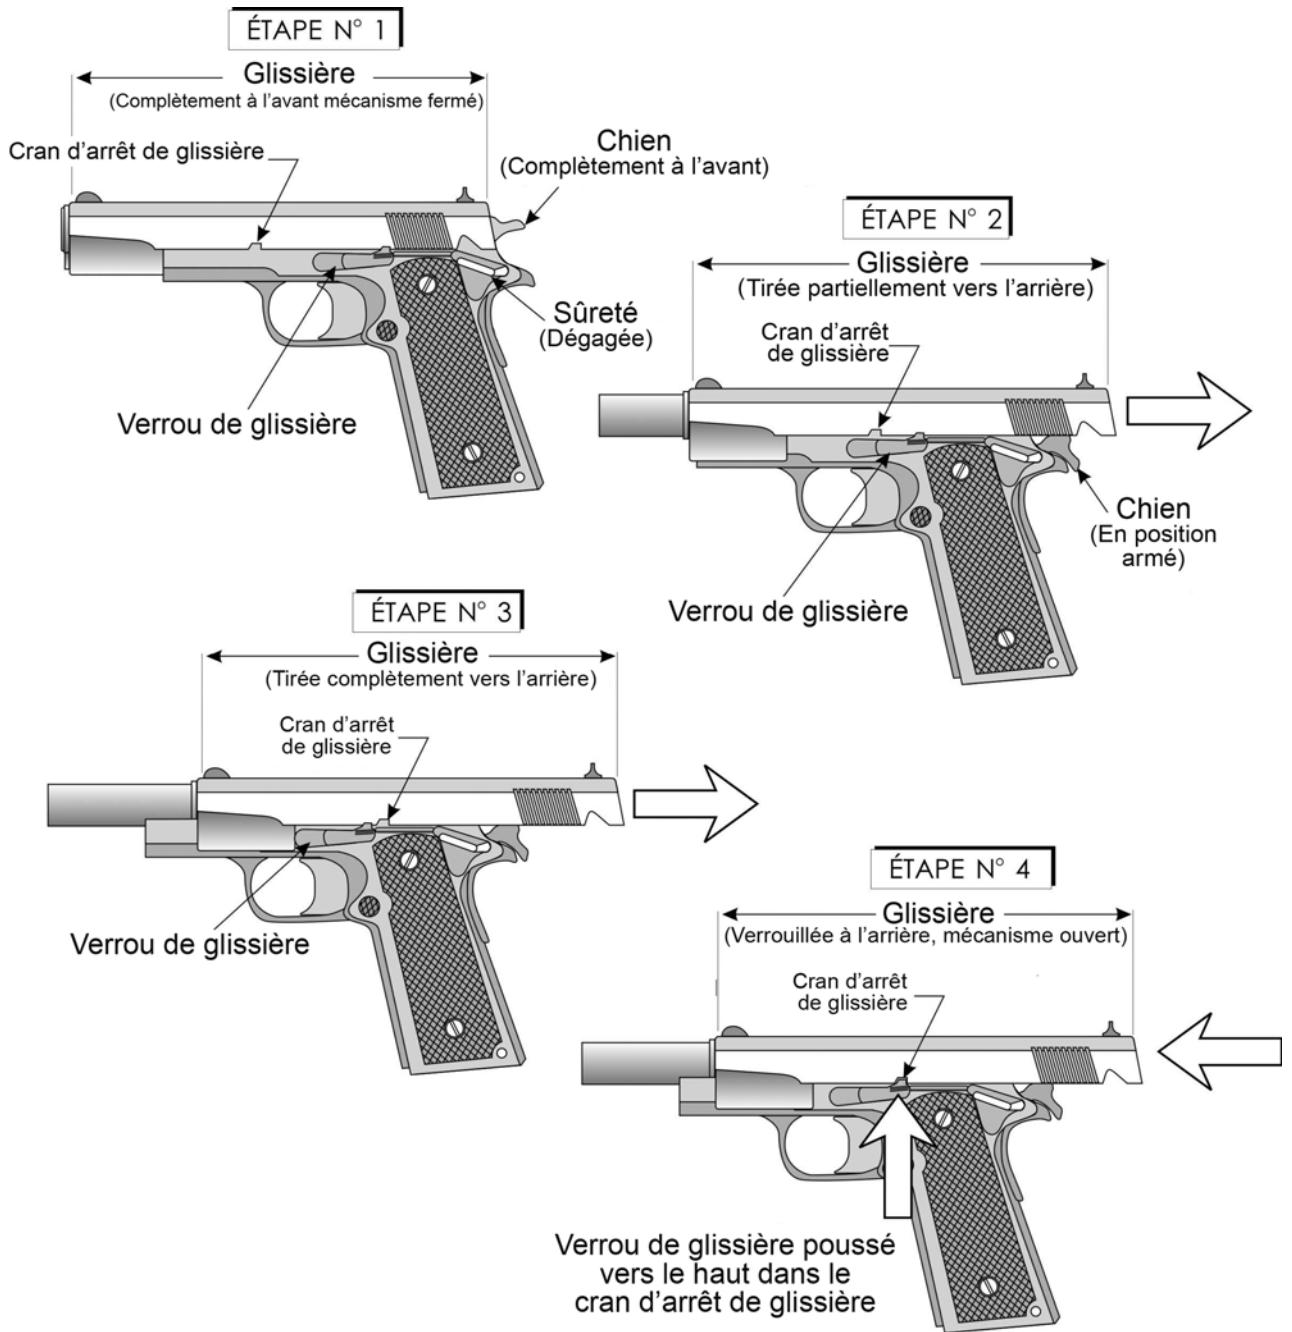 ÉTAPE N° 1
Glissière
(Complètement à l'avant mécanisme fermé)
Cran d'arrêt de glissière
Chien
(Complètement à l'avant)
Sûreté
(Dégagée)
Verrou de glissière
ÉTAPE N° 2
Glissière
(Tirée partiellement vers l'arrière)
Cran d'arrêt
de glissière
Chien
(En position
armé)
Verrou de glissière
ÉTAPE N° 3
Glissière
(Tirée complètement vers l'arrière)
Cran d'arrêt
de glissière
Verrou de glissière
ÉTAPE N° 4
Glissière
(Verrouillée à l'arrière, mécanisme ouvert)
Cran d'arrêt
de glissière
Verrou de glissière poussé
vers le haut dans le
cran d'arrêt de glissière